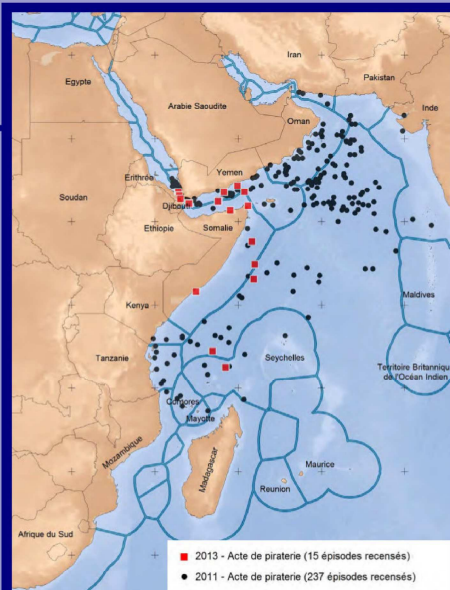 Iran
Pakistan
Egypte
Arabie Saoudite
Inde
Oman
Erithrée
Yemen
Soudan
Djibouti
Ethiopie
Somalie
Maldives
Kenya
Tanzanie
Seychelles
Territoire Britannique
de l'Océan Indien
Comores
Mayotte
Mozambique
Madagascar
Maurice
Reunion
Afrique du Sud
2013 - Acte de piraterie (15 épisodes recensés)
2011 - Acte de piraterie (237 épisodes recensés)